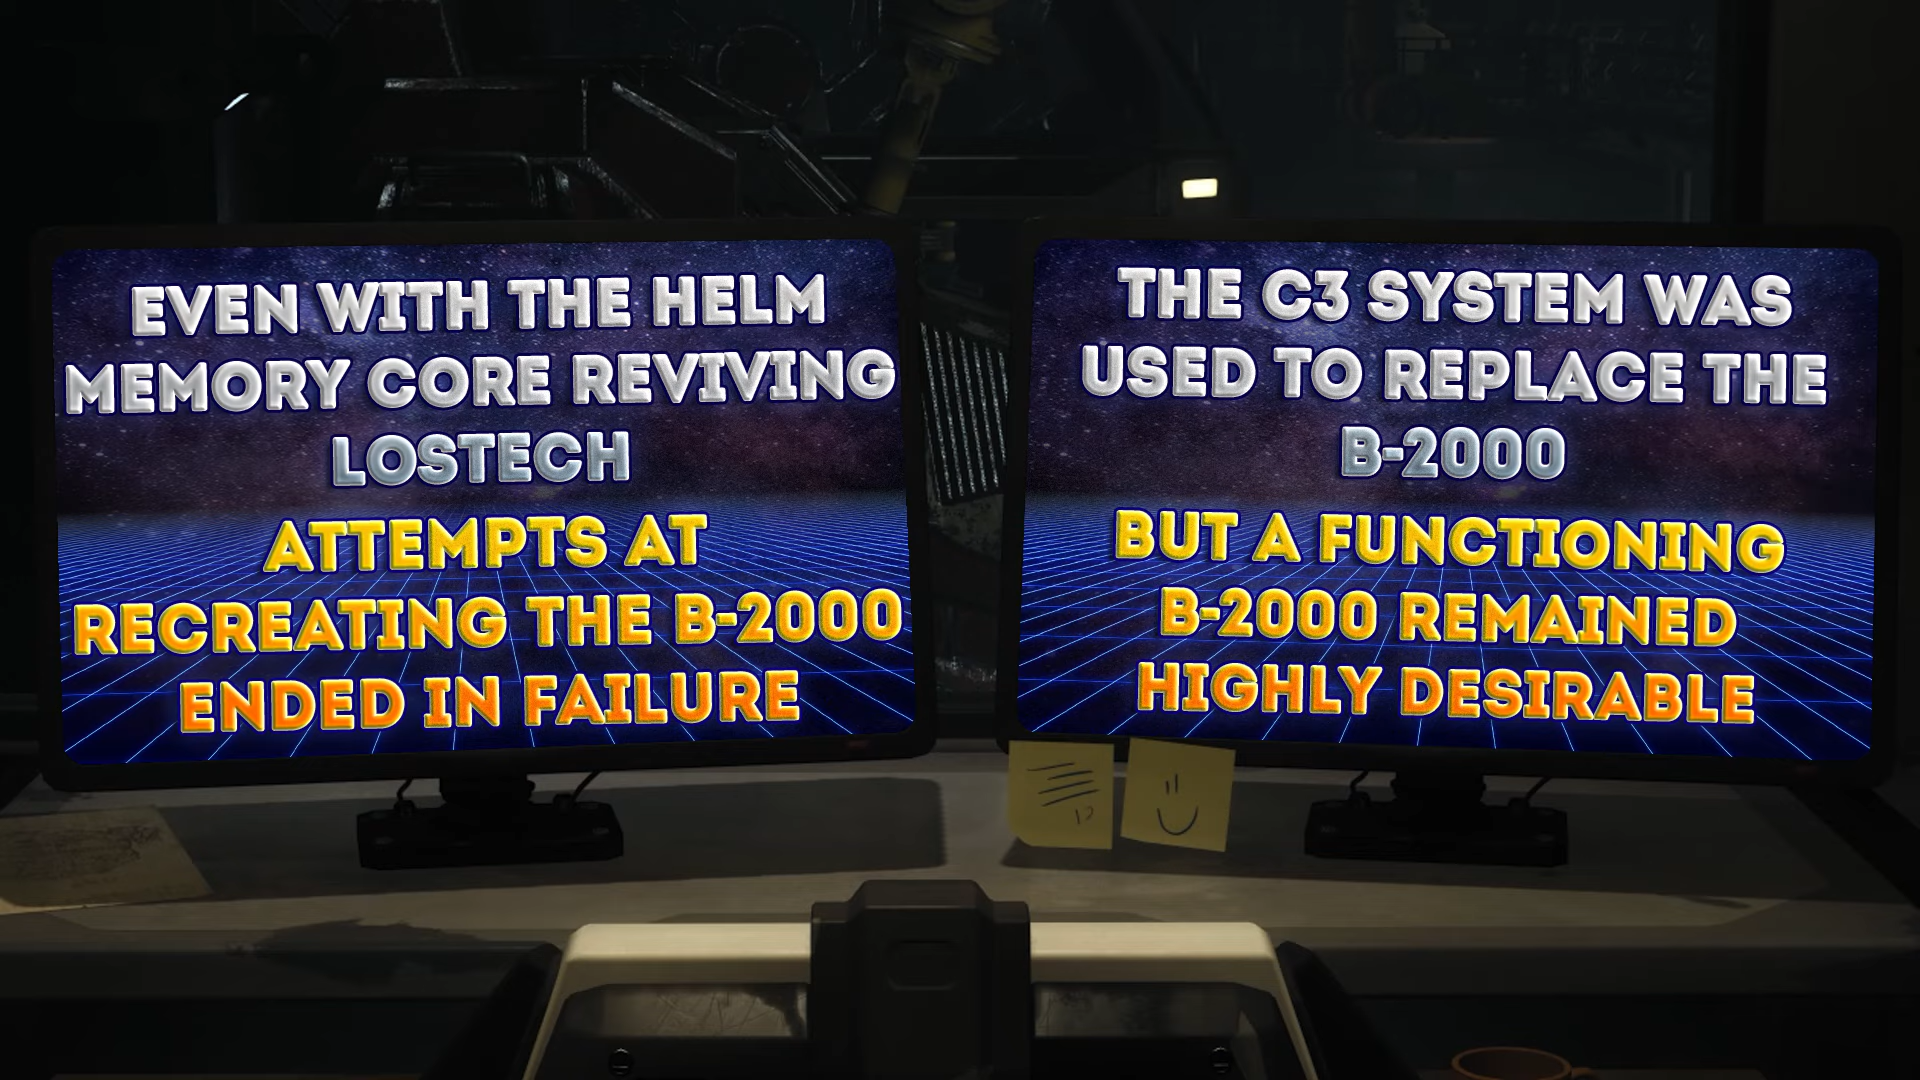 EVEN WITH THE HELM
MEMORY CORE REVIVING
LOSTECH
ATTEMPTS AT
RECREATING THE B-2000
ENDED IN FAILURE
THE C3 SYSTEM WAS
USED TO REPLACE THE
B-2000
BUT A FUNCTIONING
B-2000 REMAINED
HIGHLY DESIRABLE